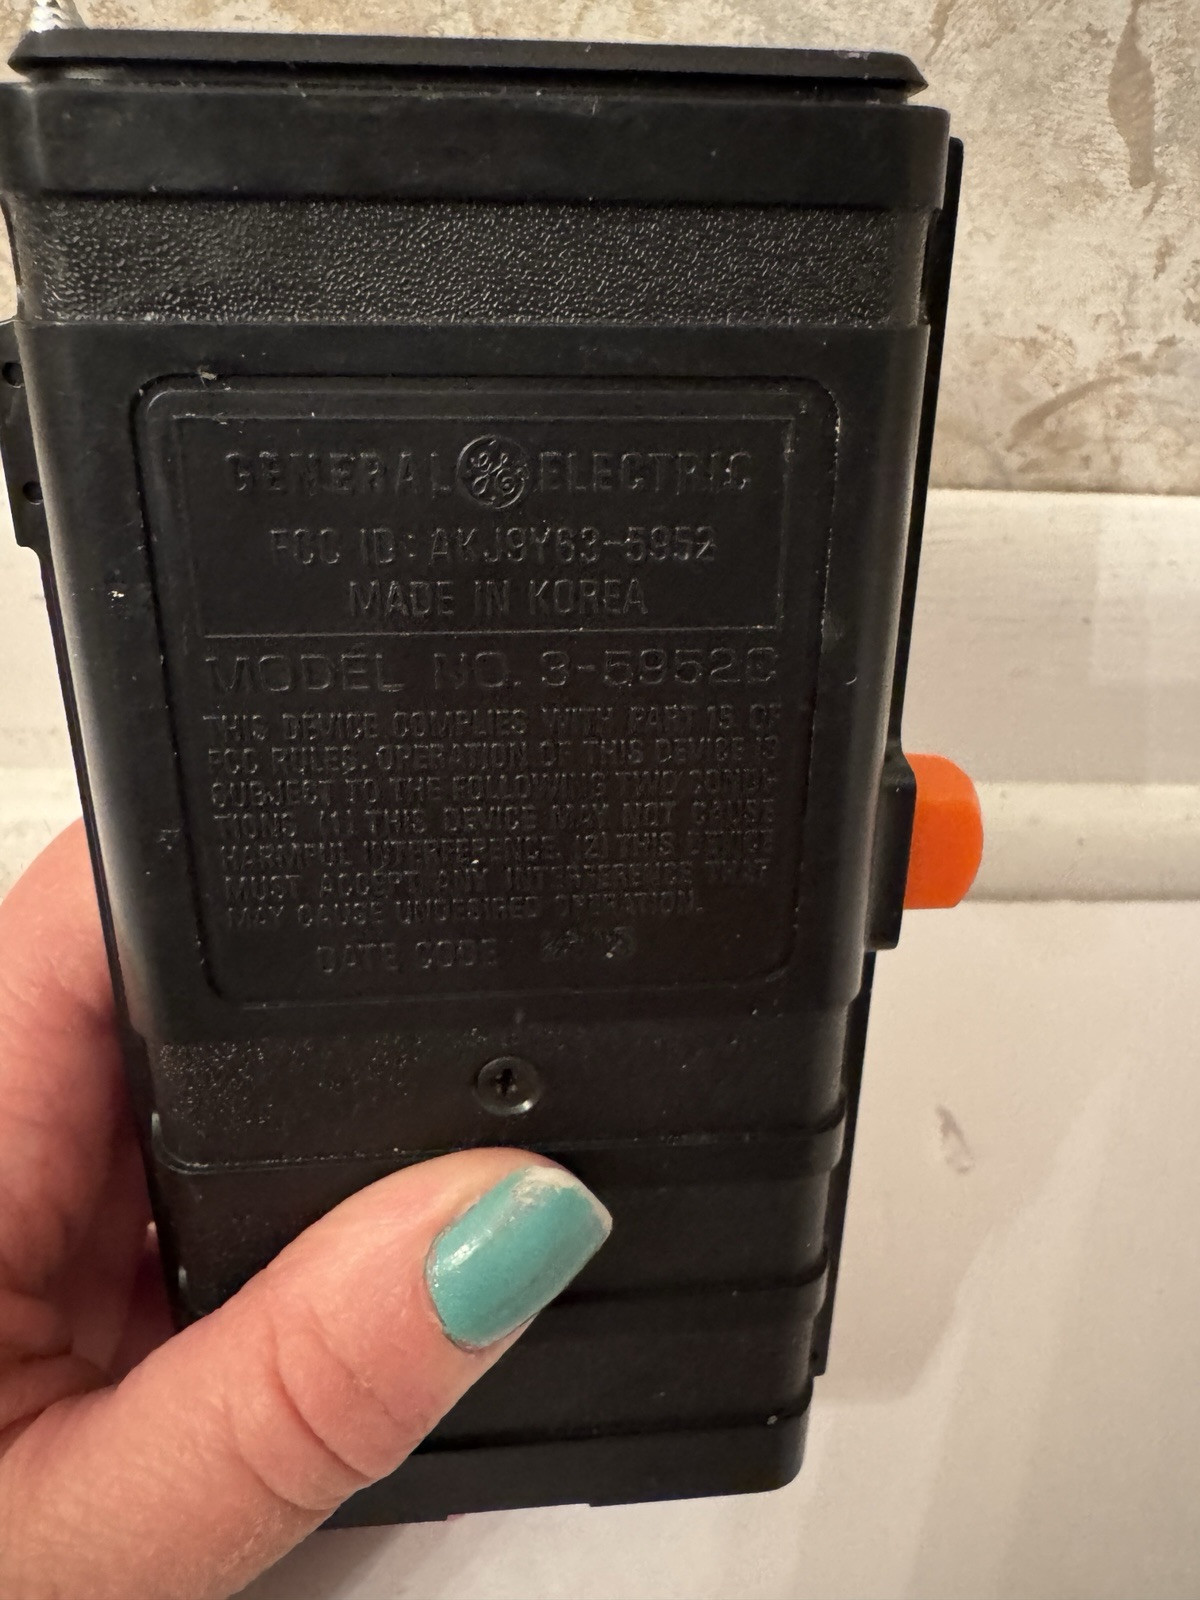 GENERAL GE ELECTRIC
FCC ID: AKJ9Y63-5952
MADE IN KOREA
MODEL NO. 3-5952C
THIS DEVICE COMPLIES WITH PART 15 OF
FCC RULES. OPERATION OF THIS DEVICE IS
SUBJECT TO THE FOLLOWING TWO CONDI-
TIONS (1) THIS DEVICE MAY NOT CAUSE
HARMFUL INTERFERENCE (2) THIS DEVICE
MUST ACCEPT ANY INTERFERENCE THAT
MAY CAUSE UNDESIRED OPERATION.
DATE CODE